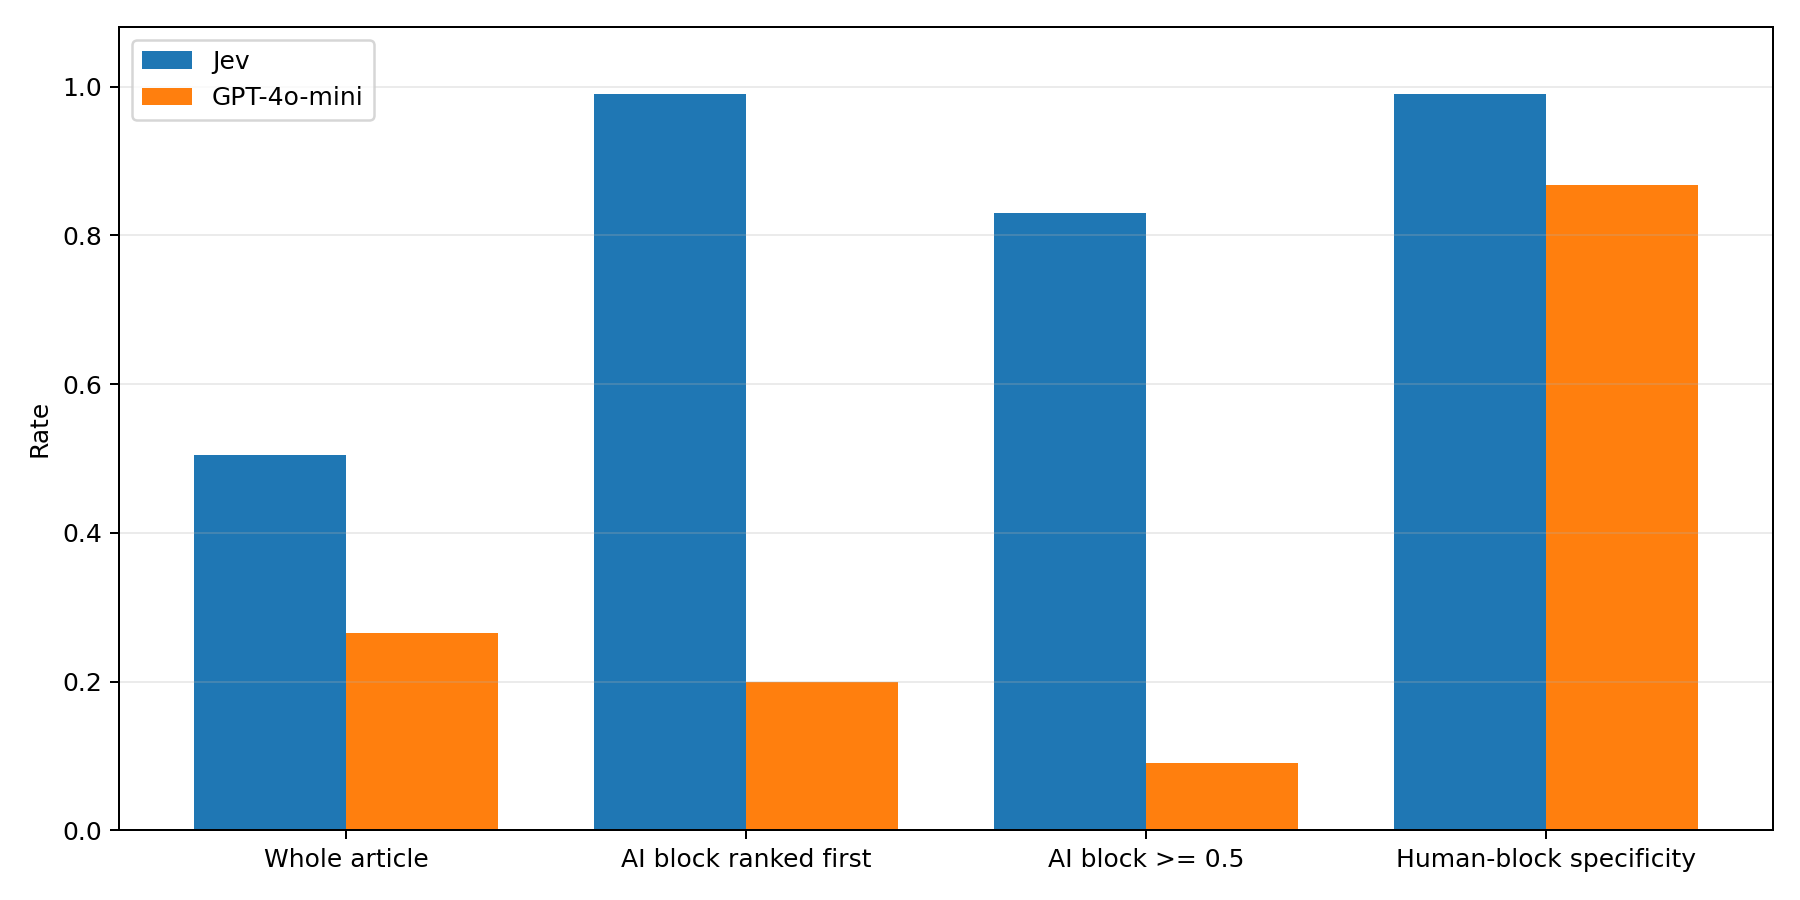 Jev
GPT-4o-mini
Rate
1.0
0.8
0.6
0.4
0.2
0.0
Whole article
AI block ranked first
AI block >= 0.5
Human-block specificity